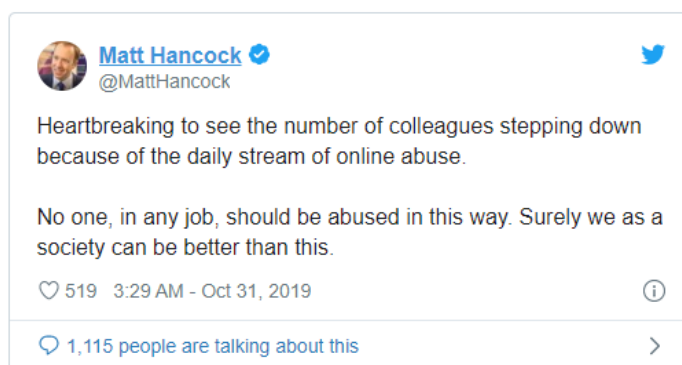 Matt Hancock
@MattHancock
Heartbreaking to see the number of colleagues stepping down
because of the daily stream of online abuse.
No one, in any job, should be abused in this way. Surely we as a
society can be better than this.
519 3:29 AM - Oct 31, 2019
1,115 people are talking about this